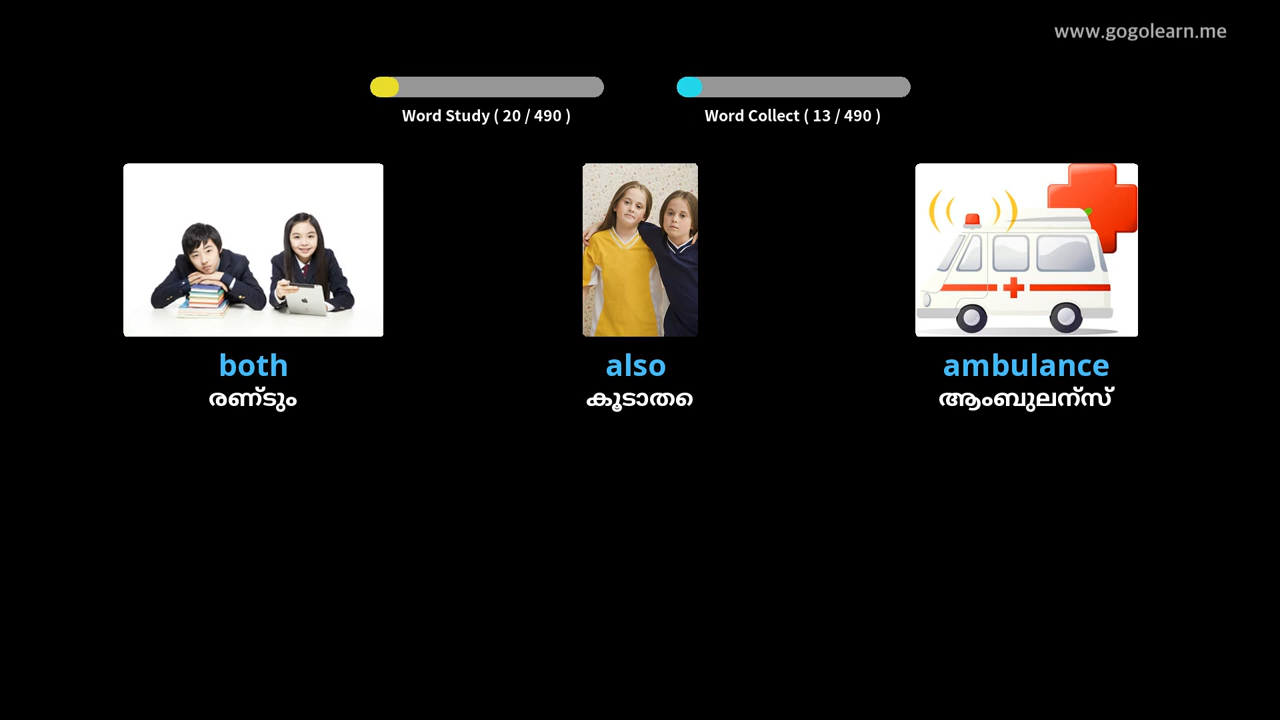 www.gogolearn.me
Word Study ( 20 / 490 )
Word Collect ( 13 / 490 )
both
also
ambulance
രണ്ടും
കൂടാതെ
ആംബുലന്സ്